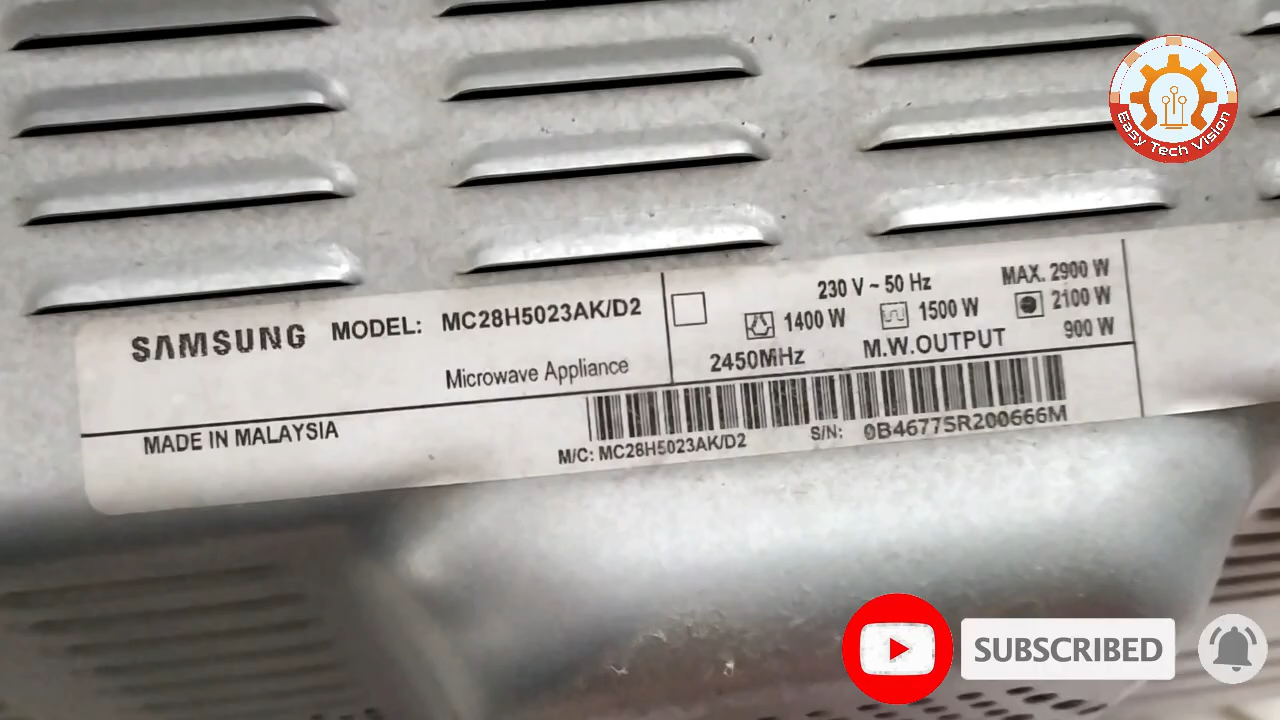 Easy Tech Vision
SAMSUNG MODEL: MC28H5023AK/D2
Microwave Appliance
MADE IN MALAYSIA
230 V ~ 50 Hz MAX. 2900 W
1400 W 1500 W 2100 W
2450MHz M.W.OUTPUT 900 W
M/C: MC28H5023AK/D2 S/N: 0B4677SR200666M
SUBSCRIBED